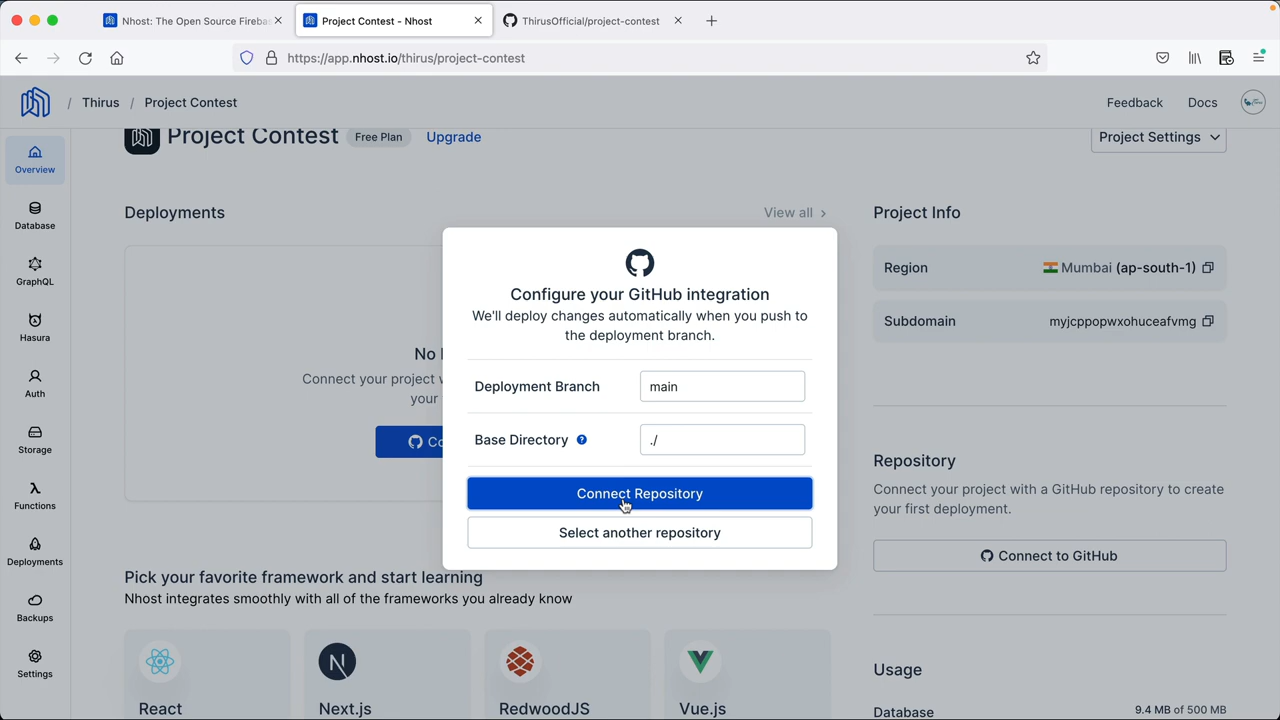 Nhost: The Open Source Fireba
Project Contest - Nhost
ThirusOfficial/project-contest
https://app.nhost.io/thirus/project-contest
/ Thirus / Project Contest
Feedback
Docs
Project Contest
Free Plan
Upgrade
Project Settings
Overview
Database
GraphQL
Hasura
Auth
Storage
Functions
Deployments
Backups
Settings
Deployments
View all
No
Connect your project
your
Co
Configure your GitHub integration
We'll deploy changes automatically when you push to
the deployment branch.
Deployment Branch
main
Base Directory ?
./
Connect Repository
Select another repository
Project Info
Region
Mumbai (ap-south-1)
Subdomain
myjcppopwxohuceafvmg
Repository
Connect your project with a GitHub repository to create
your first deployment.
Connect to GitHub
Usage
Database
9.4 MB of 500 MB
Pick your favorite framework and start learning
Nhost integrates smoothly with all of the frameworks you already know
React
Next.js
RedwoodJS
Vue.js